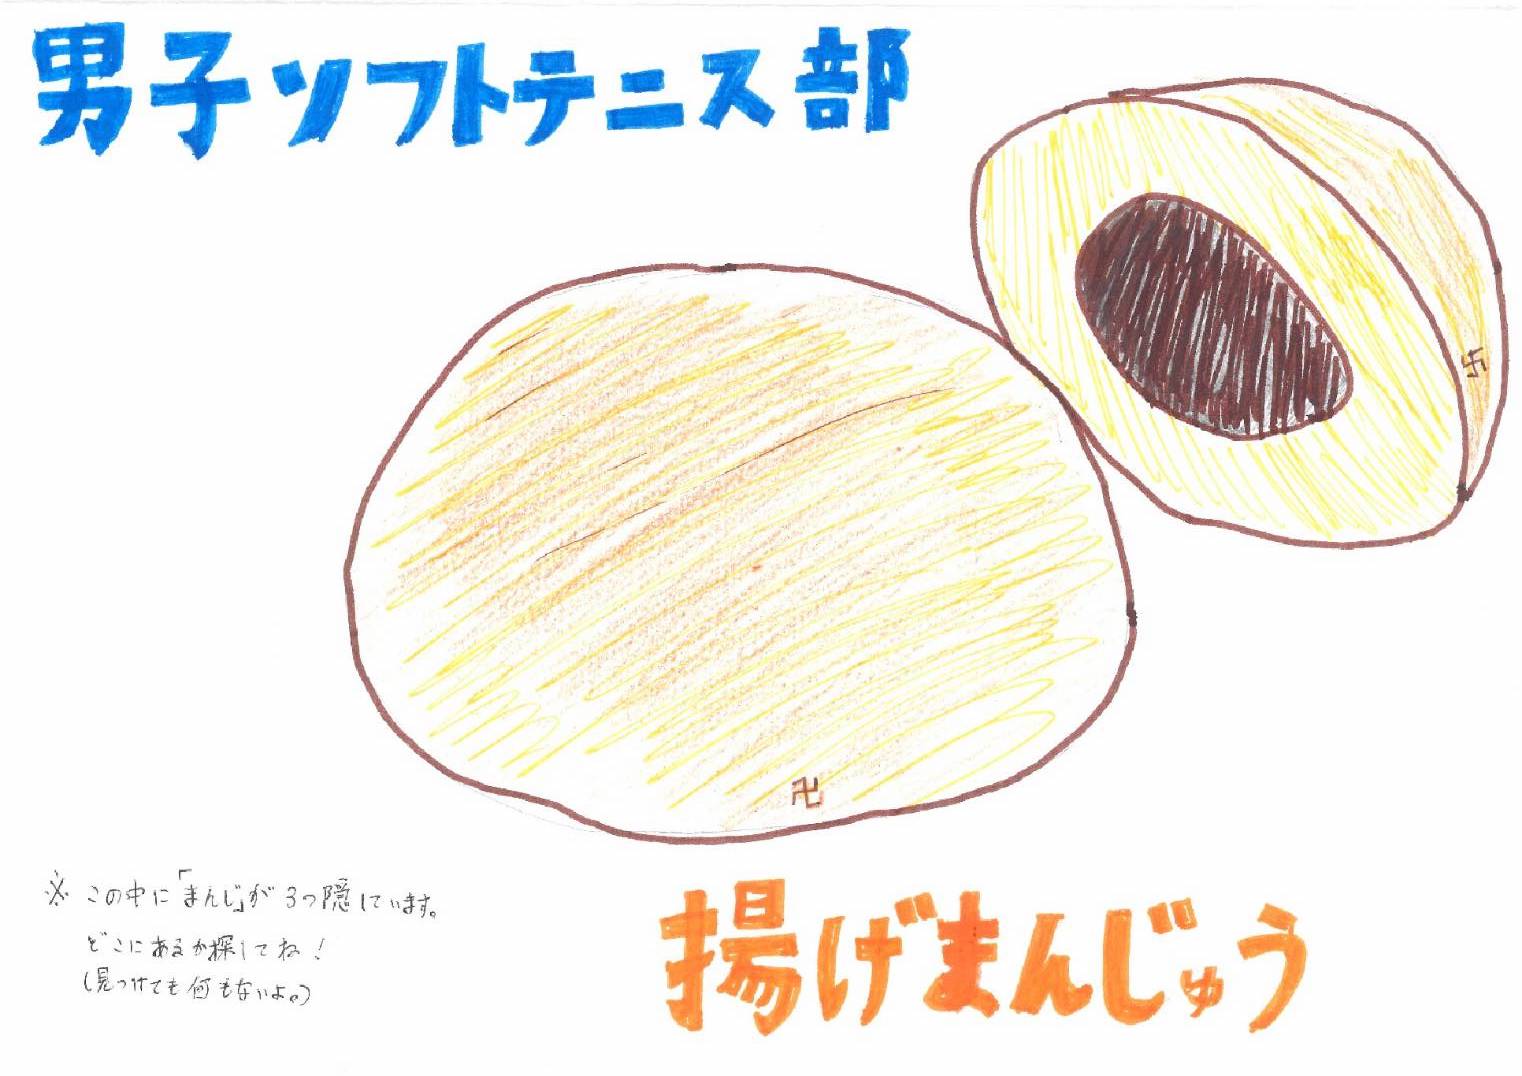 男子ソフトテニス部
卐
卍
※ この中に「まんじ」が3つ隠しています。
どこにあるか探してね！
(見つけても何もないよ。)
揚げまんじゅう